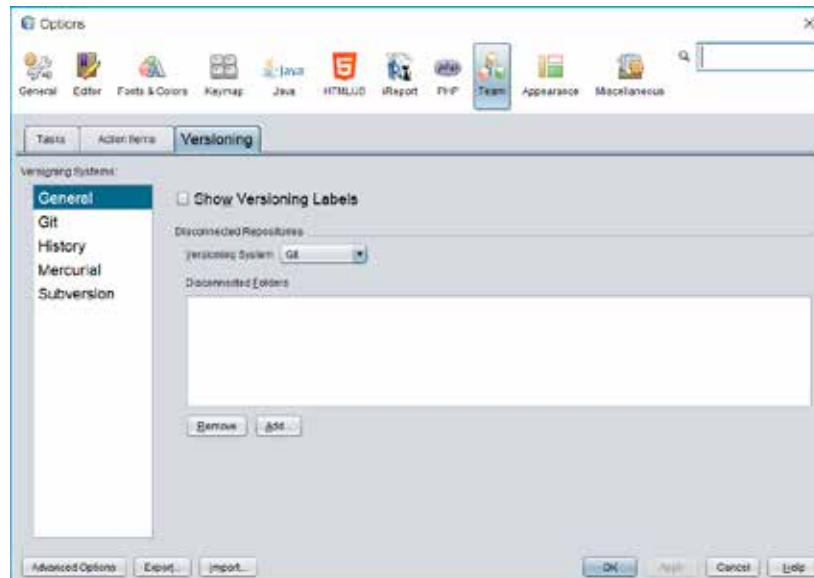 Options
General Editor Fonts & Colors Keymap Java HTML/JS iReport PHP Team Appearance Miscellaneous
Tasks Action Items Versioning
Versioning Systems:
General
Git
History
Mercurial
Subversion
Show Versioning Labels
Disconnected Repositories
Versioning System: Git
Disconnected Folders
Remove Add...
Advanced Options Export... Import... OK Apply Cancel Help